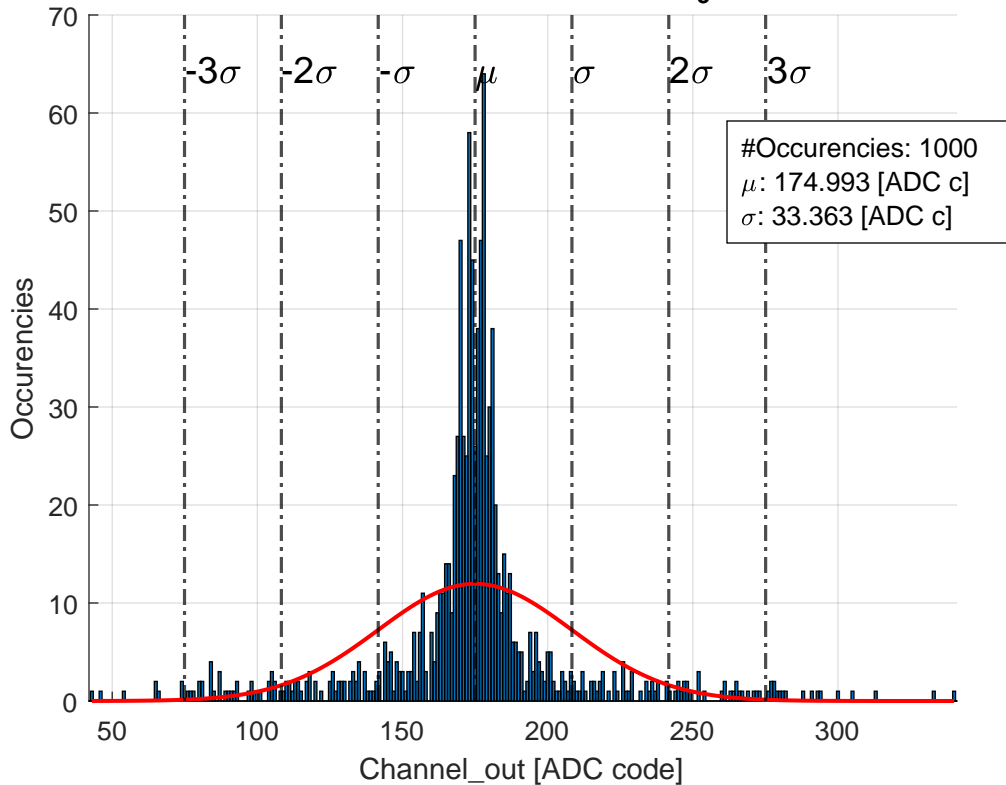 70
60
50
40
30
20
10
0
Occurencies
-3σ -2σ -σ μ σ 2σ 3σ
#Occurencies: 1000
μ: 174.993 [ADC c]
σ: 33.363 [ADC c]
50 100 150 200 250 300
Channel_out [ADC code]